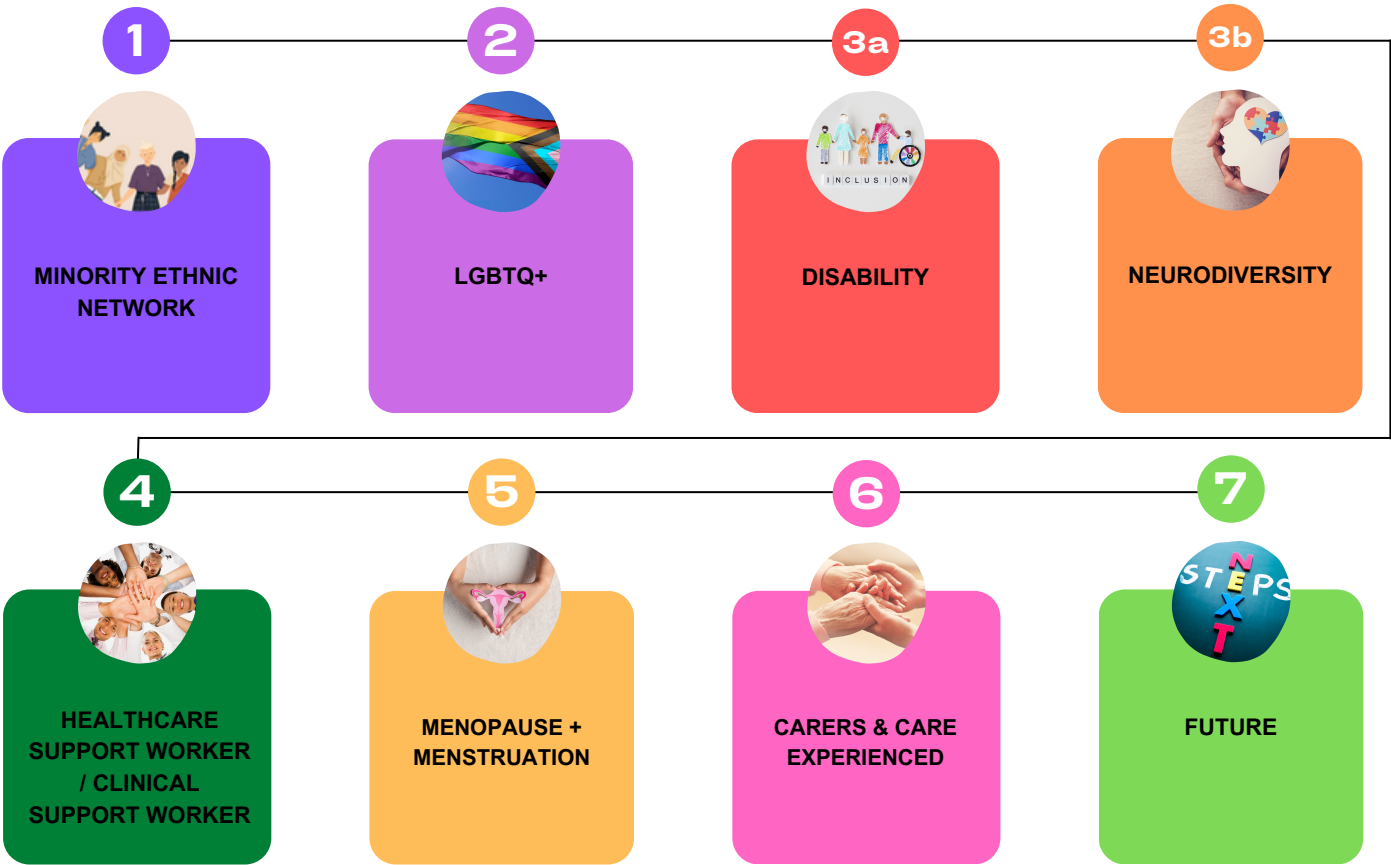 1
2
3a
3b
INCLUSION
MINORITY ETHNIC
NETWORK
LGBTQ+
DISABILITY
NEURODIVERSITY
4
5
6
7
NEXT
STEPS
HEALTHCARE
SUPPORT WORKER
/ CLINICAL
SUPPORT WORKER
MENOPAUSE +
MENSTRUATION
CARERS & CARE
EXPERIENCED
FUTURE